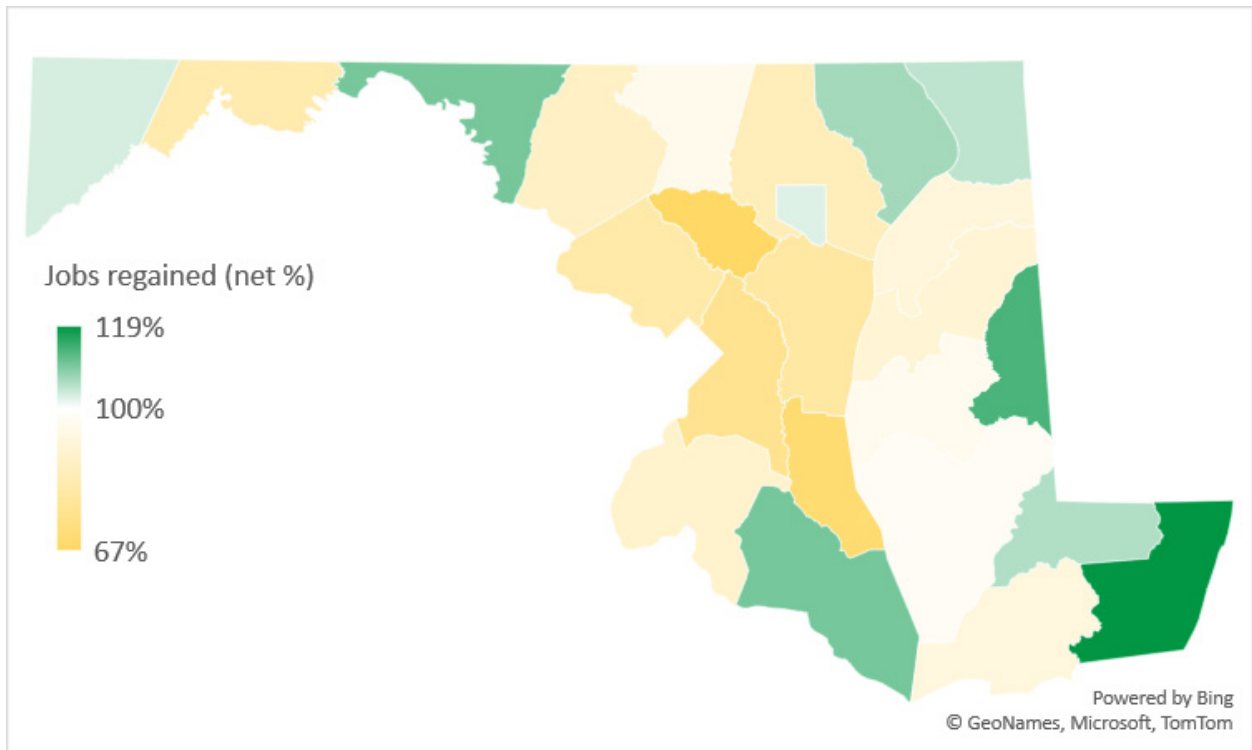 Jobs regained (net %)
119%
100%
67%
Powered by Bing
© GeoNames, Microsoft, TomTom